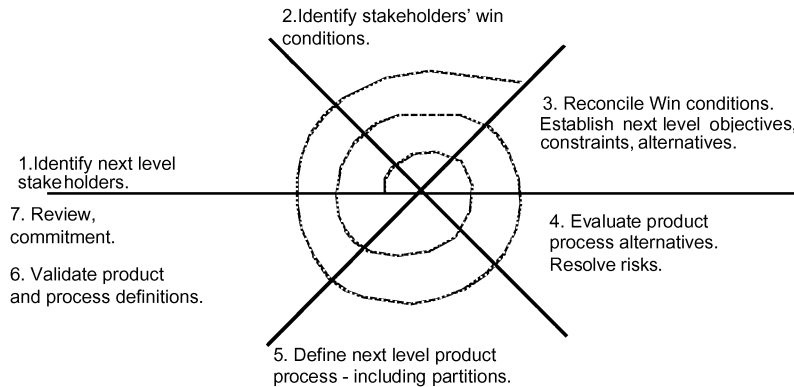 2.Identify stakeholders' win
conditions.
3. Reconcile Win conditions.
Establish next level objectives,
constraints, alternatives.
1.Identify next level
stakeholders.
7. Review,
commitment.
4. Evaluate product
process alternatives.
Resolve risks.
6. Validate product
and process definitions.
5. Define next level product
process - including partitions.